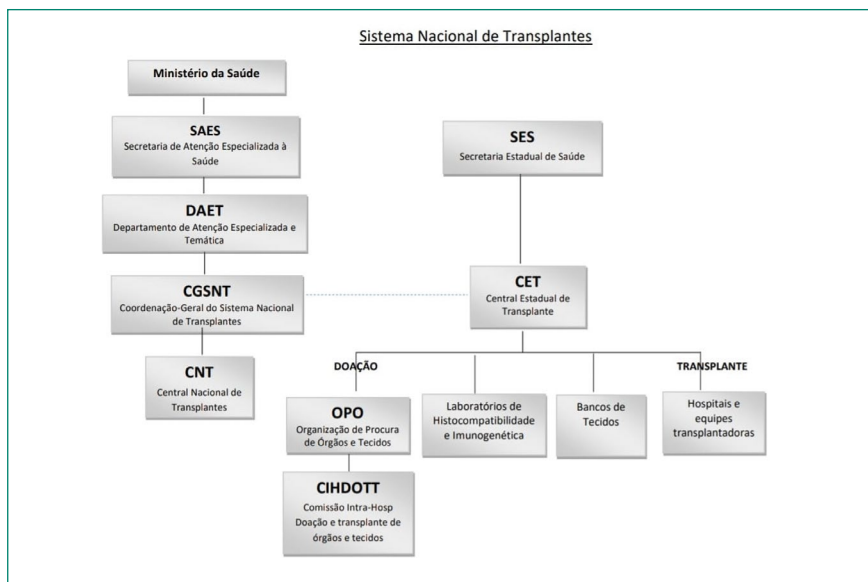 Sistema Nacional de Transplantes
Ministério da Saúde
SAES
Secretaria de Atenção Especializada à
Saúde
SES
Secretaria Estadual de Saúde
DAET
Departamento de Atenção Especializada e
Temática
CGSNT
Coordenação-Geral do Sistema Nacional
de Transplantes
CET
Central Estadual de
Transplante
CNT
Central Nacional de
Transplantes
DOAÇÃO
TRANSPLANTE
OPO
Organização de Procura
de Órgãos e Tecidos
Laboratórios de
Histocompatibilidade
e Imunogenética
Bancos de
Tecidos
Hospitais e
equipes
transplantadoras
CIHDOTT
Comissão Intra-Hosp
Doação e transplante de
órgãos e tecidos